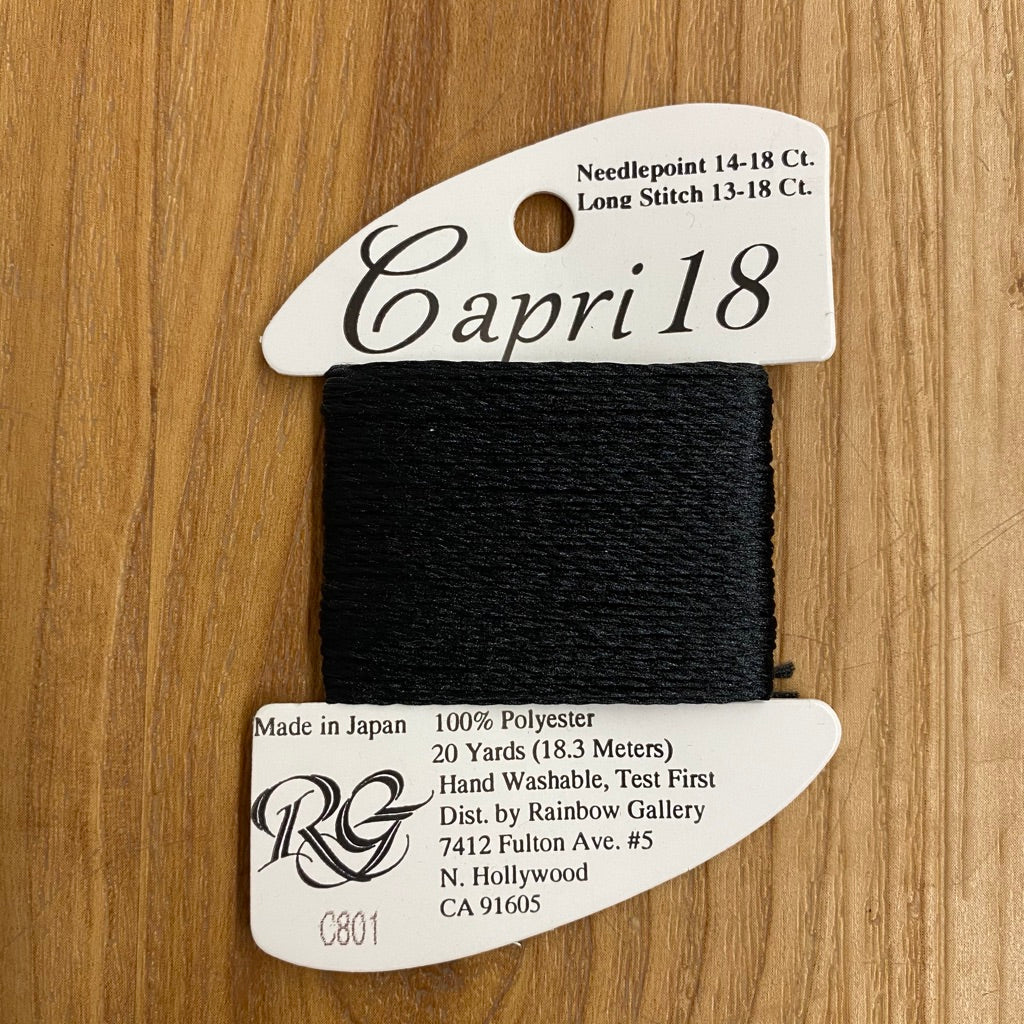 Needlepoint 14-18 Ct.
Long Stitch 13-18 Ct.
Capri 18
Made in Japan
100% Polyester
20 Yards (18.3 Meters)
Hand Washable, Test First
Dist. by Rainbow Gallery
7412 Fulton Ave. #5
N. Hollywood
CA 91605
RG
C801